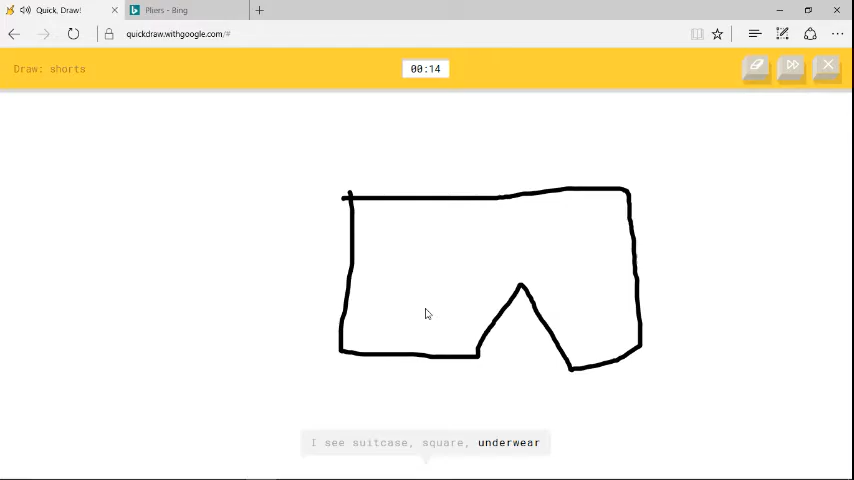 Quick, Draw!
Pliers - Bing
quickdraw.withgoogle.com/#
Draw: shorts
00:14
I see suitcase, square, underwear